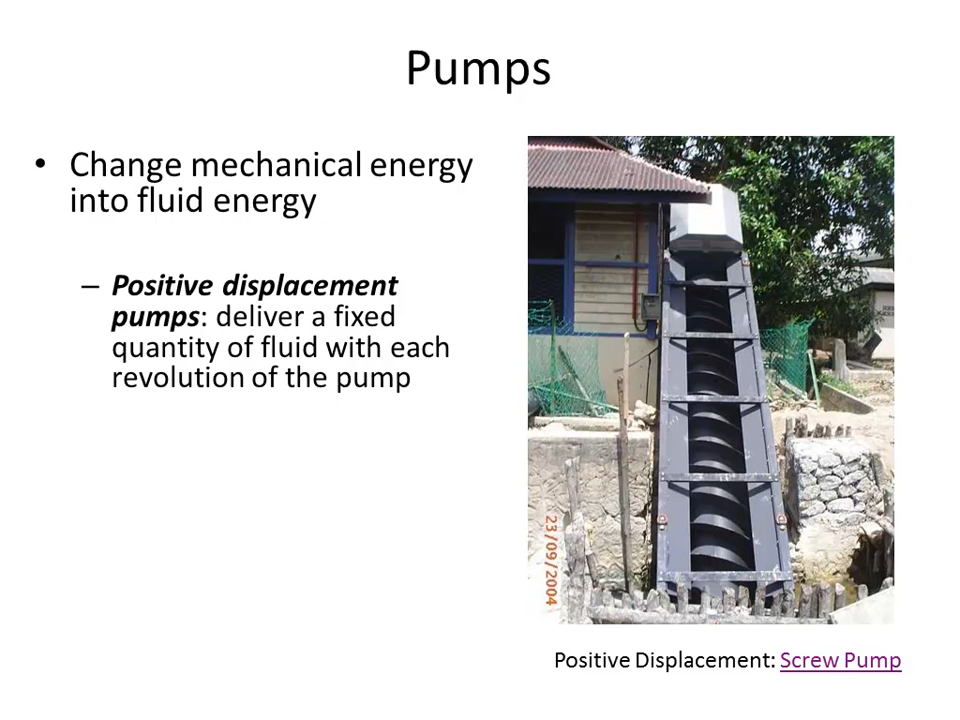 Pumps
• Change mechanical energy
into fluid energy
– Positive displacement
pumps: deliver a fixed
quantity of fluid with each
revolution of the pump
23/09/2004
Positive Displacement: Screw Pump